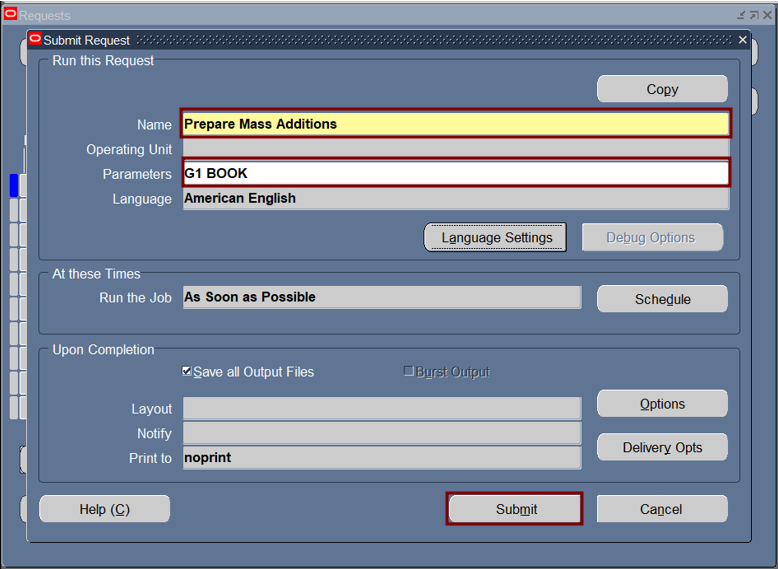 Requests
Submit Request
Run this Request
Copy
Name Prepare Mass Additions
Operating Unit
Parameters G1 BOOK
Language American English
Language Settings Debug Options
At these Times
Run the Job As Soon as Possible Schedule
Upon Completion
Save all Output Files Burst Output
Layout Options
Notify
Print to noprint Delivery Opts
Help (C) Submit Cancel